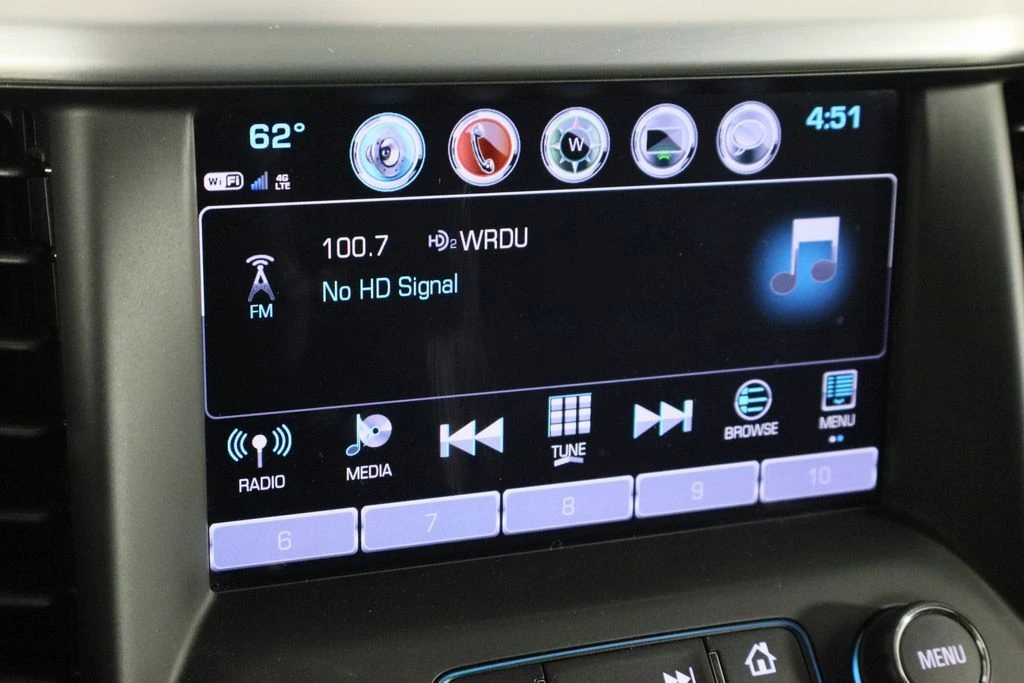 62°
W
4:51
WiFi 4G LTE
100.7 HD2 WRDU
No HD Signal
FM
RADIO MEDIA TUNE BROWSE MENU
6 7 8 9 10
MENU